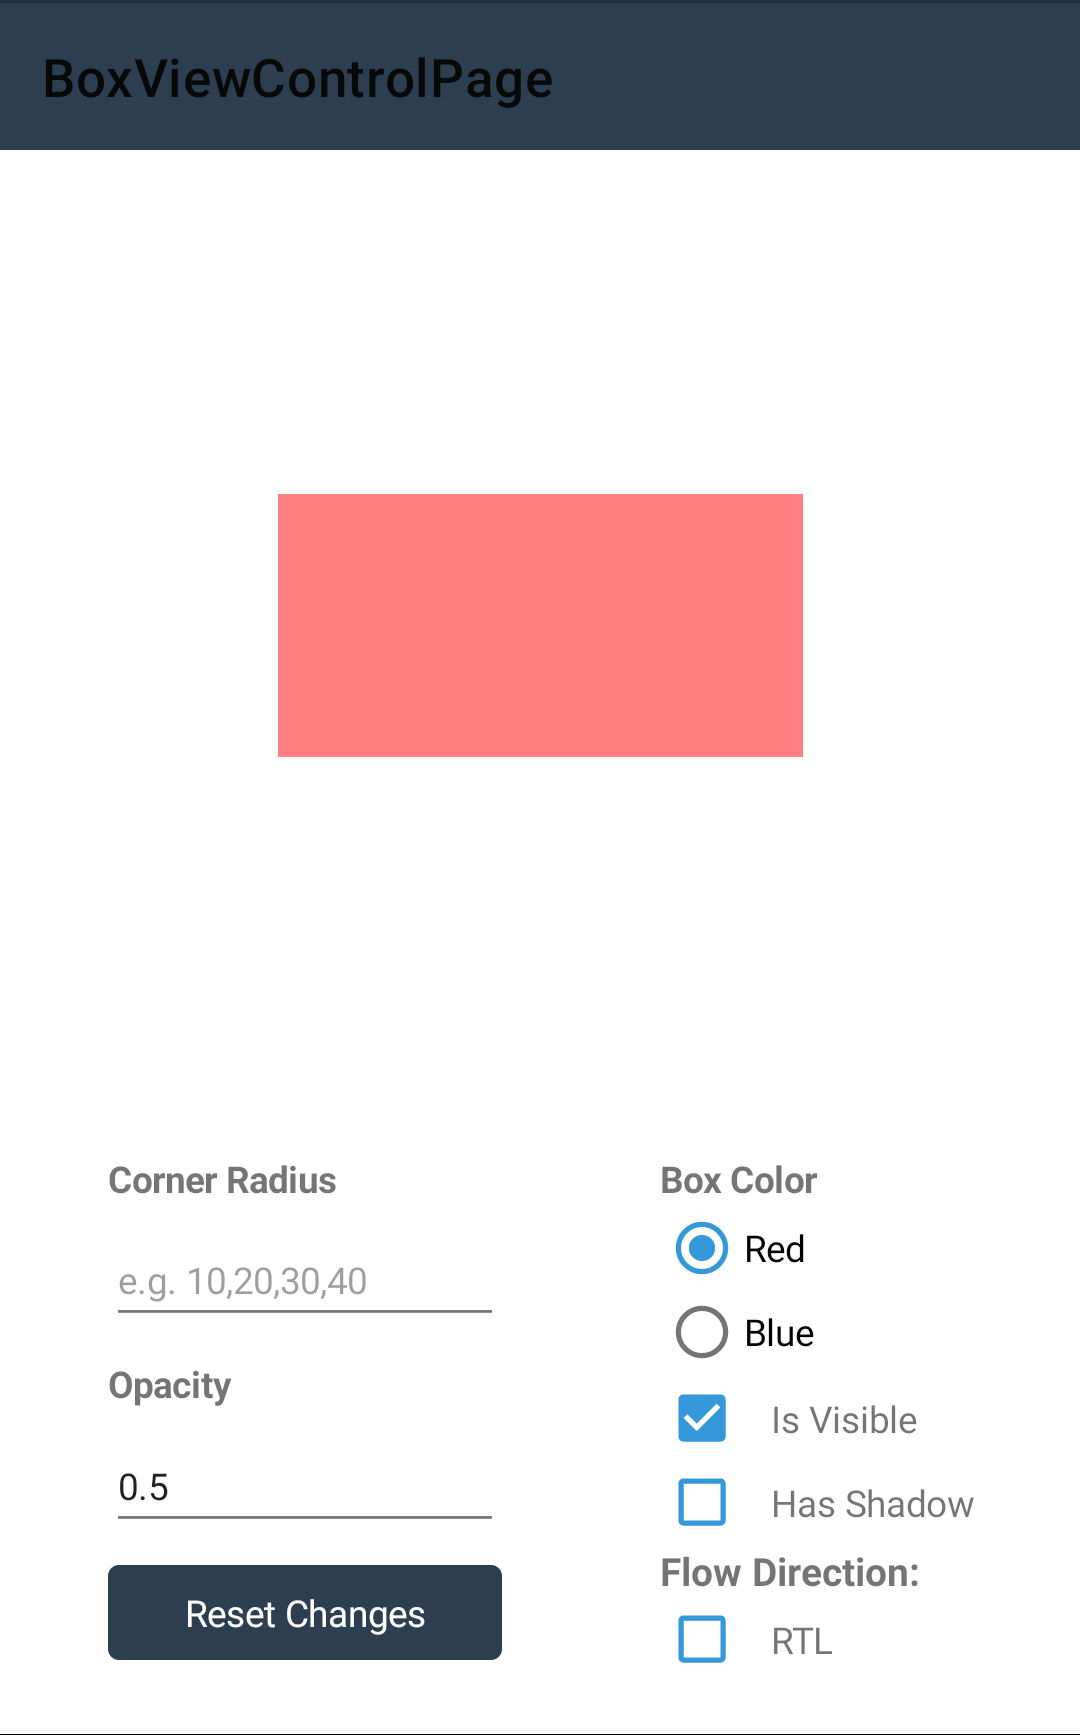 BoxViewControlPage
Corner Radius
e.g. 10,20,30,40
Opacity
0.5
Reset Changes
Box Color
Red
Blue
Is Visible
Has Shadow
Flow Direction:
RTL